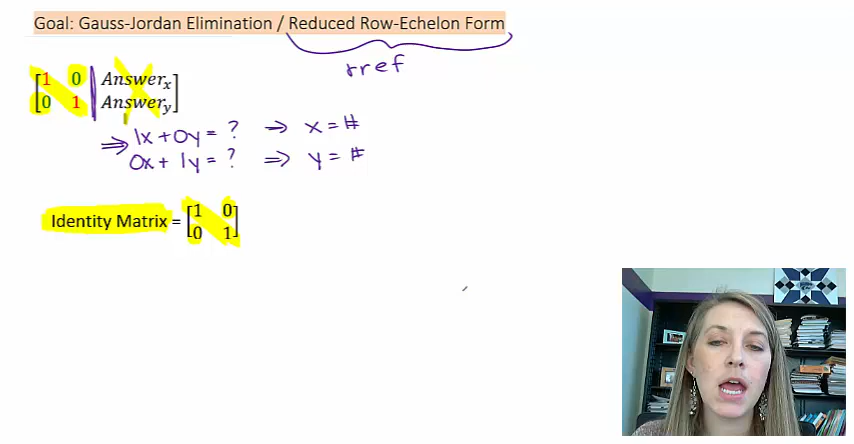 Goal: Gauss-Jordan Elimination / Reduced Row-Echelon Form
rref
[1 0 | Answerₓ]
[0 1 | Answerᵧ]
⇒ 1x + 0y = ? ⇒ x = #
0x + 1y = ? ⇒ y = #
Identity Matrix = [1 0
0 1]